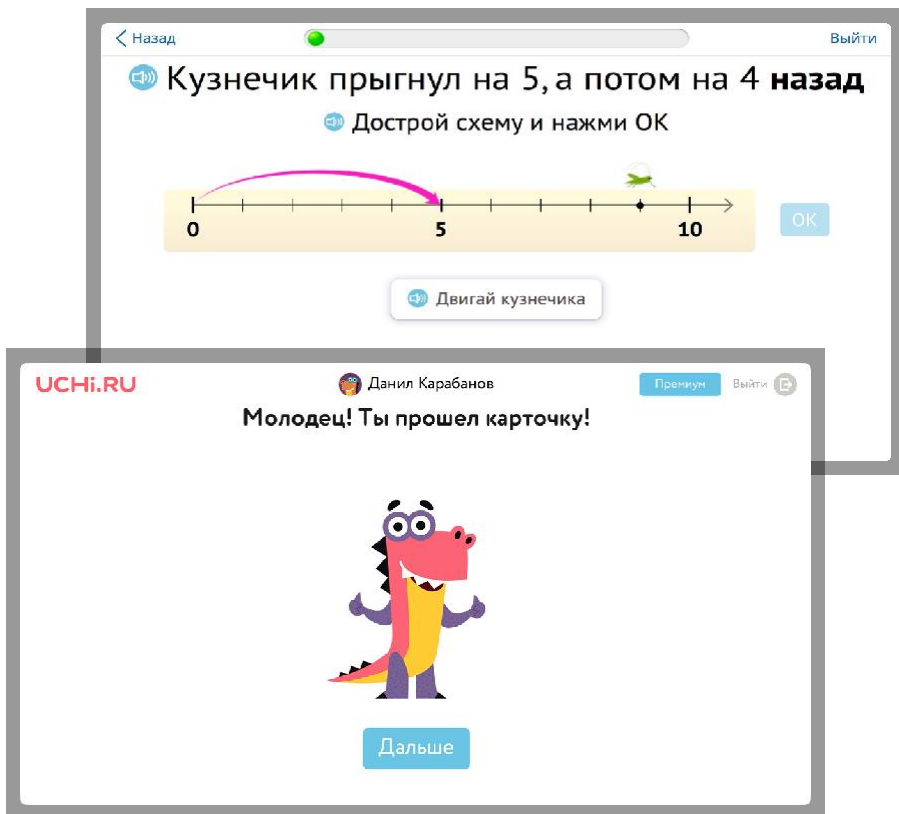 Назад
Выйти
Кузнечик прыгнул на 5, а потом на 4 назад
Дострой схему и нажми ОК
0 5 10
ОК
Двигай кузнечика
UCHi.RU
Данил Карабанов
Премиум
Выйти
Молодец! Ты прошел карточку!
Дальше